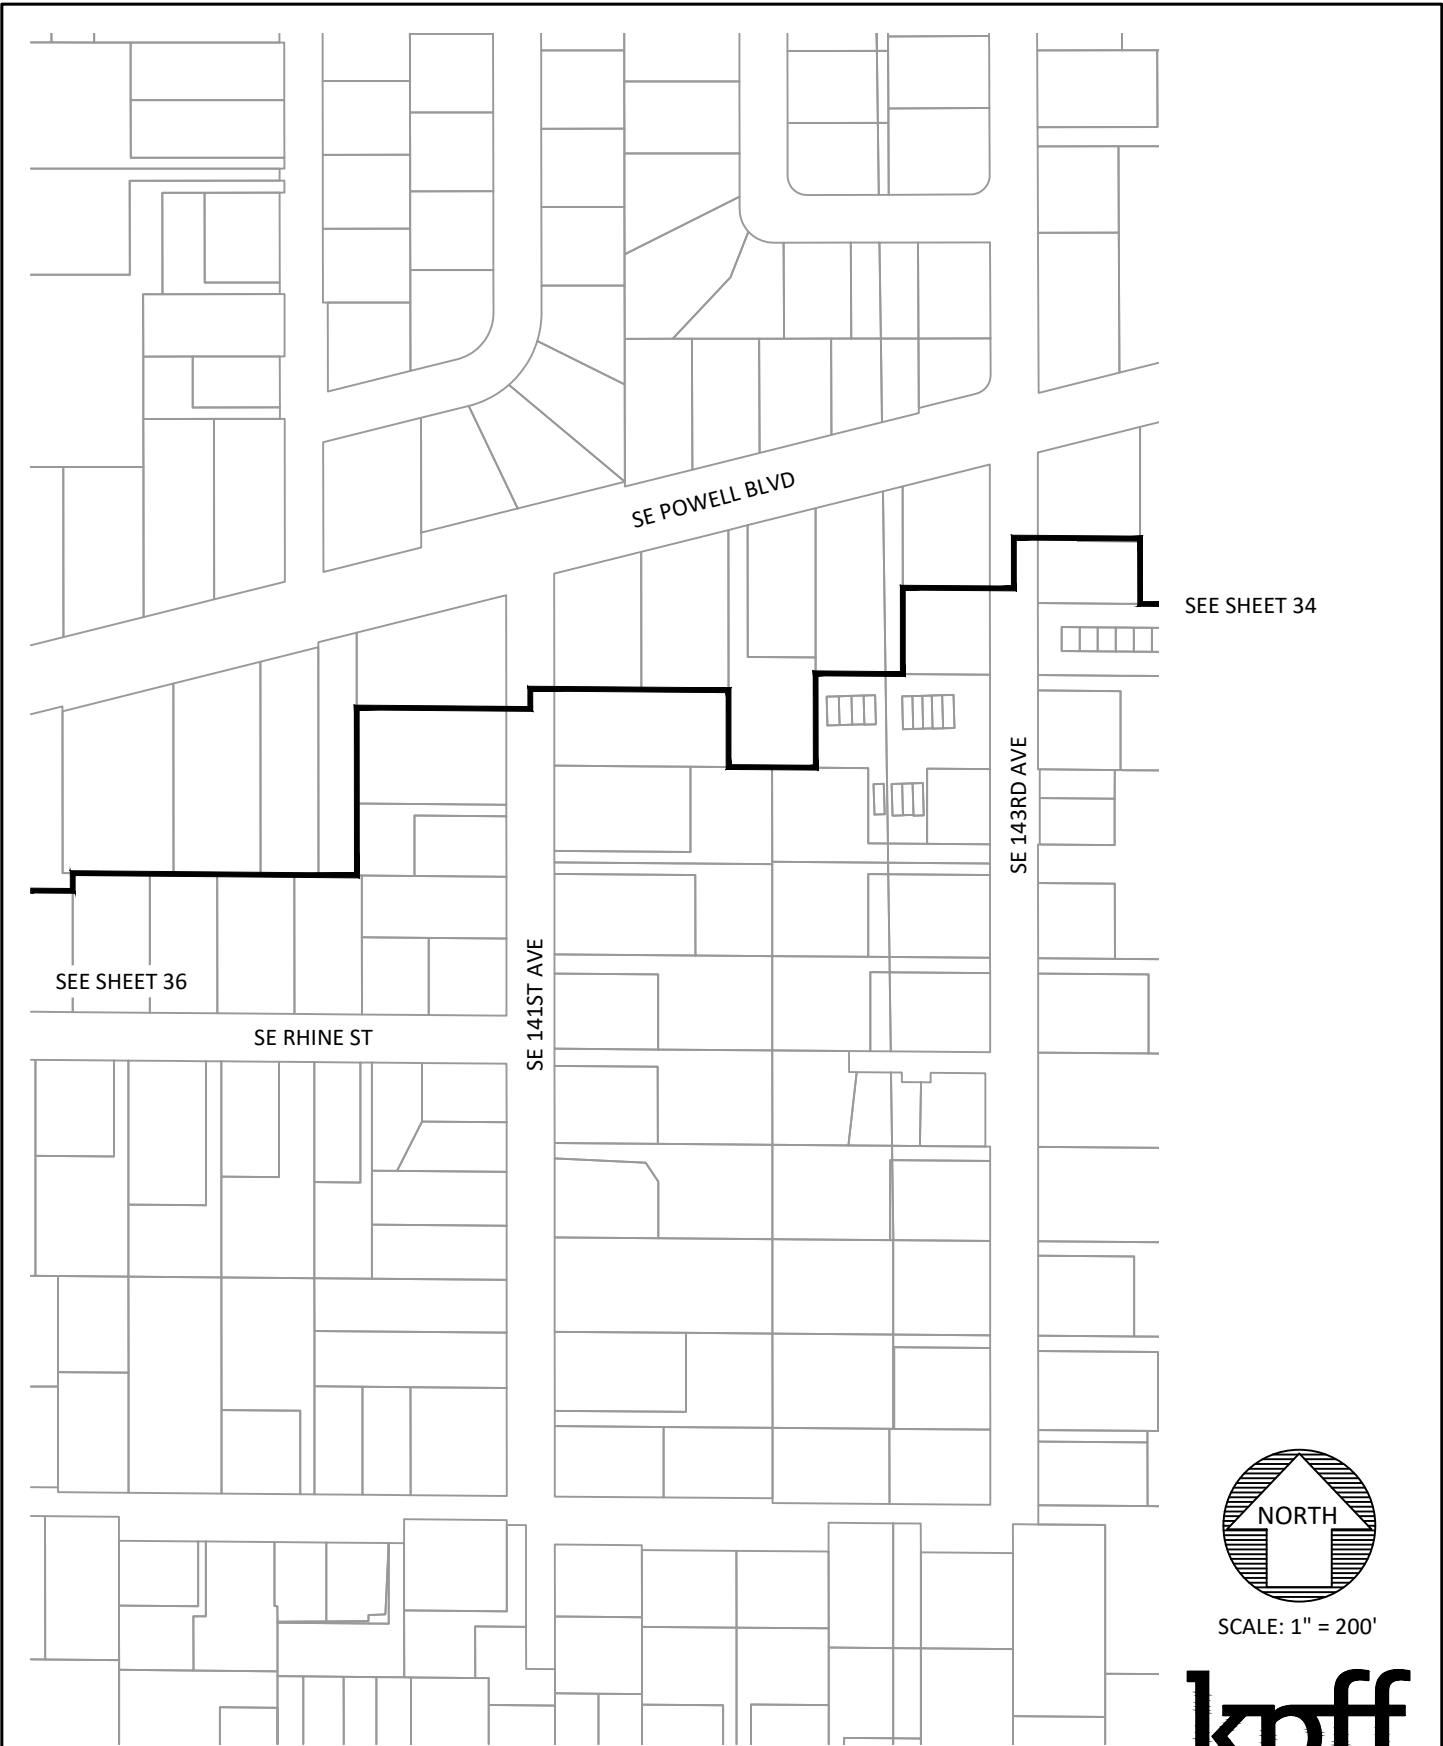 SE POWELL BLVD
SEE SHEET 34
SE 143RD AVE
SE 141ST AVE
SEE SHEET 36
SE RHINE ST
NORTH
SCALE: 1" = 200'
kpff